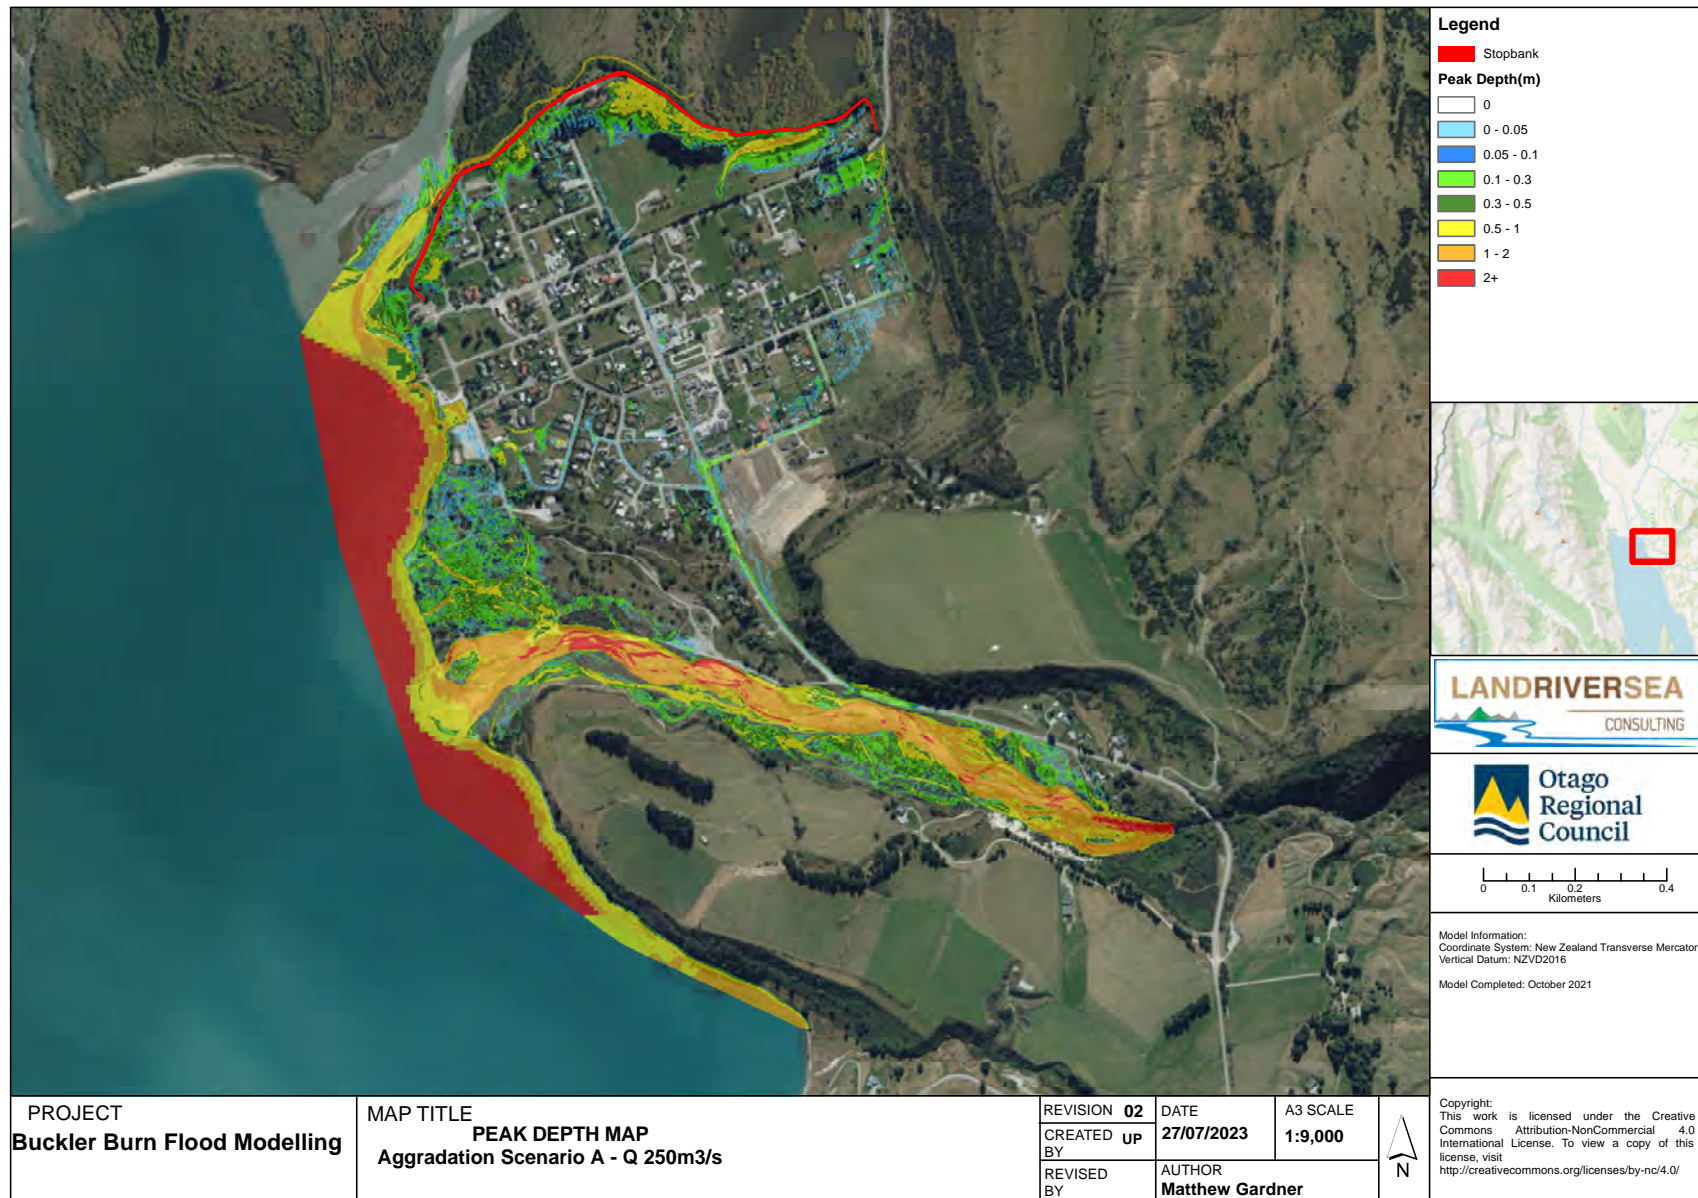 Legend
Stopbank
Peak Depth(m)
0
0 - 0.05
0.05 - 0.1
0.1 - 0.3
0.3 - 0.5
0.5 - 1
1 - 2
2+
LANDRIVERSEA
CONSULTING
Otago
Regional
Council
0 0.1 0.2 0.4
Kilometers
Model Information:
Coordinate System: New Zealand Transverse Mercator
Vertical Datum: NZVD2016
Model Completed: October 2021
Copyright:
This work is licensed under the Creative
Commons Attribution-NonCommercial 4.0
International License. To view a copy of this
license, visit
http://creativecommons.org/licenses/by-nc/4.0/
PROJECT
Buckler Burn Flood Modelling
MAP TITLE
PEAK DEPTH MAP
Aggradation Scenario A - Q 250m3/s
REVISION 02
CREATED BY UP
REVISED BY
DATE
27/07/2023
A3 SCALE
1:9,000
AUTHOR
Matthew Gardner
N